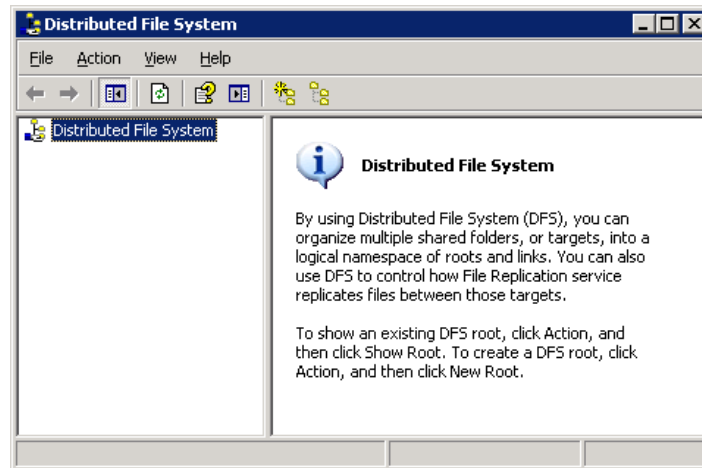 Distributed File System
File Action View Help
Distributed File System
Distributed File System
By using Distributed File System (DFS), you can
organize multiple shared folders, or targets, into a
logical namespace of roots and links. You can also
use DFS to control how File Replication service
replicates files between those targets.
To show an existing DFS root, click Action, and
then click Show Root. To create a DFS root, click
Action, and then click New Root.